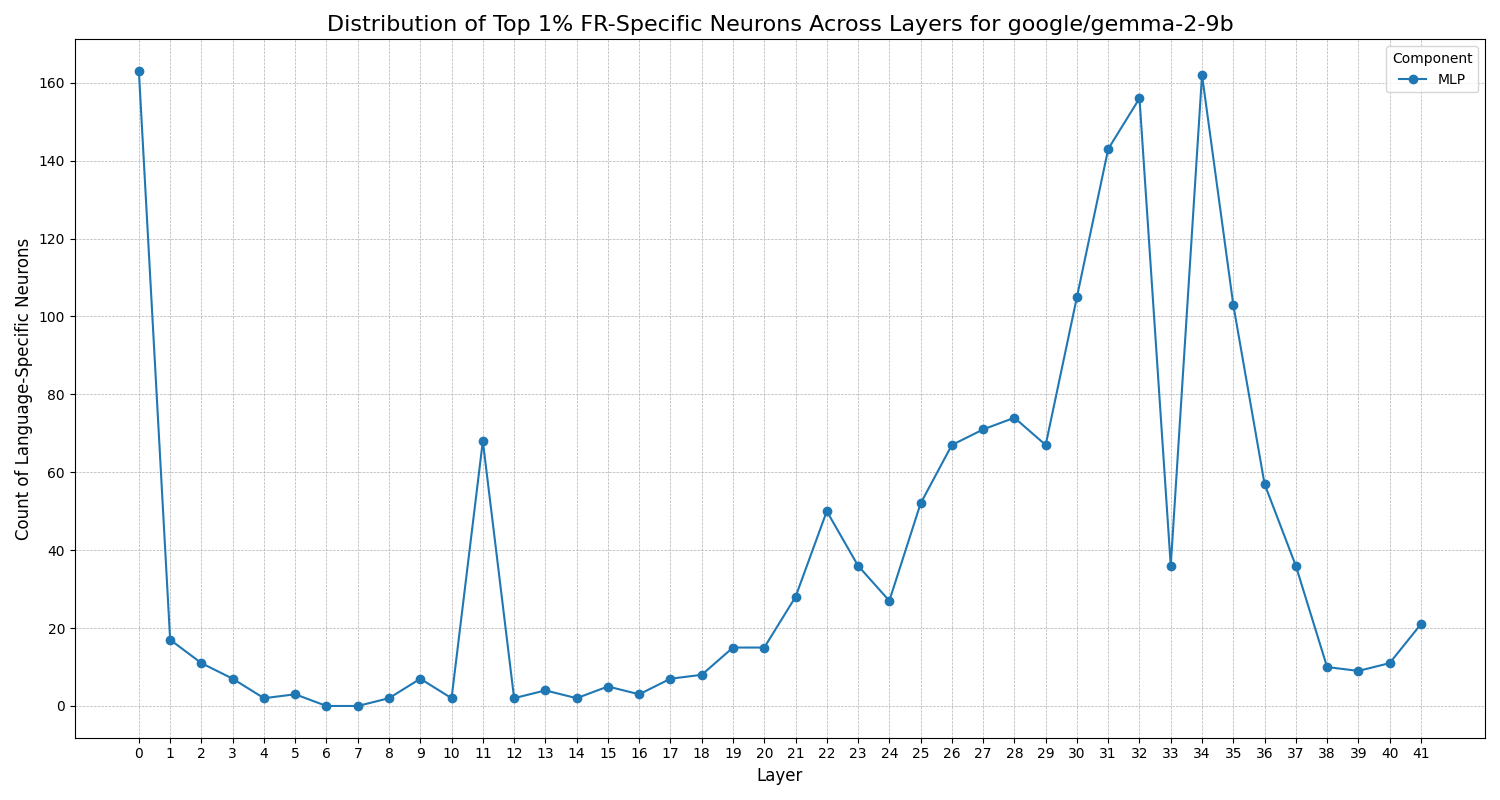 Distribution of Top 1% FR-Specific Neurons Across Layers for google/gemma-2-9b
Component
MLP
Count of Language-Specific Neurons
160
140
120
100
80
60
40
20
0
0 1 2 3 4 5 6 7 8 9 10 11 12 13 14 15 16 17 18 19 20 21 22 23 24 25 26 27 28 29 30 31 32 33 34 35 36 37 38 39 40 41
Layer